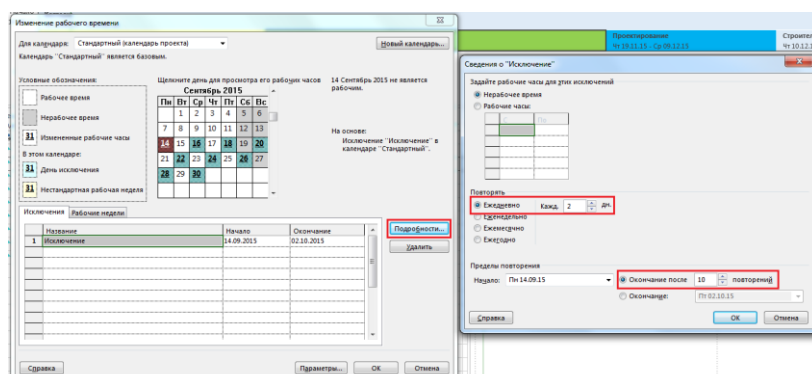 Изменение рабочего времени
Для календаря: Стандартный (календарь проекта)
Новый календарь...
Календарь "Стандартный" является базовым.
Условные обозначения:
Рабочее время
Нерабочее время
31 Измененные рабочие часы
В этом календаре:
31 День исключения
31 Нестандартная рабочая неделя
Щелкните день для просмотра его рабочих часов
Сентябрь 2015
Пн Вт Ср Чт Пт Сб Вс
1 2 3 4 5 6
7 8 9 10 11 12 13
14 15 16 17 18 19 20
21 22 23 24 25 26 27
28 29 30
14 Сентябрь 2015 не является
рабочим.
На основе:
Исключение "Исключение" в
календаре "Стандартный".
Исключения Рабочие недели
Название Начало Окончание
1 Исключение 14.09.2015 02.10.2015
Подробности...
Удалить
Справка Параметры... ОК Отмена
Проектирование
Чт 19.11.15 - Ср 09.12.15
Строител
Чт 10.12.1
Сведения о "Исключение"
Задайте рабочие часы для этих исключений
Нерабочее время
Рабочие часы:
С По
Повторять
Ежедневно Кажд. 2 дн.
Еженедельно
Ежемесячно
Ежегодно
Пределы повторения
Начало: Пн 14.09.15 Окончание после 10 повторений
Окончание: Пт 02.10.15
Справка ОК Отмена